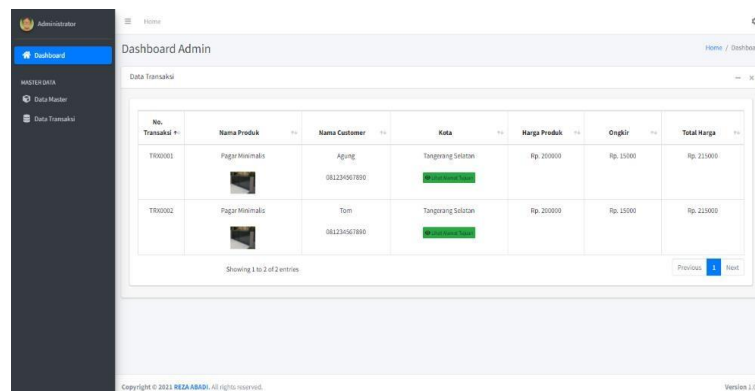 Administrator
Home
Dashboard Admin
Home / Dashboa
Dashboard
MASTER DATA
Data Master
Data Transaksi
Data Transaksi
No. Transaksi
Nama Produk
Nama Customer
Kota
Harga Produk
Ongkir
Total Harga
TRX0001
Pagar Minimalis
Agung
081234567890
Tangerang Selatan
Rp. 200000
Rp. 15000
Rp. 215000
TRX0002
Pagar Minimalis
Tom
081234567890
Tangerang Selatan
Rp. 200000
Rp. 15000
Rp. 215000
Showing 1 to 2 of 2 entries
Previous 1 Next
Copyright © 2021 REZA ABADI. All rights reserved.
Version